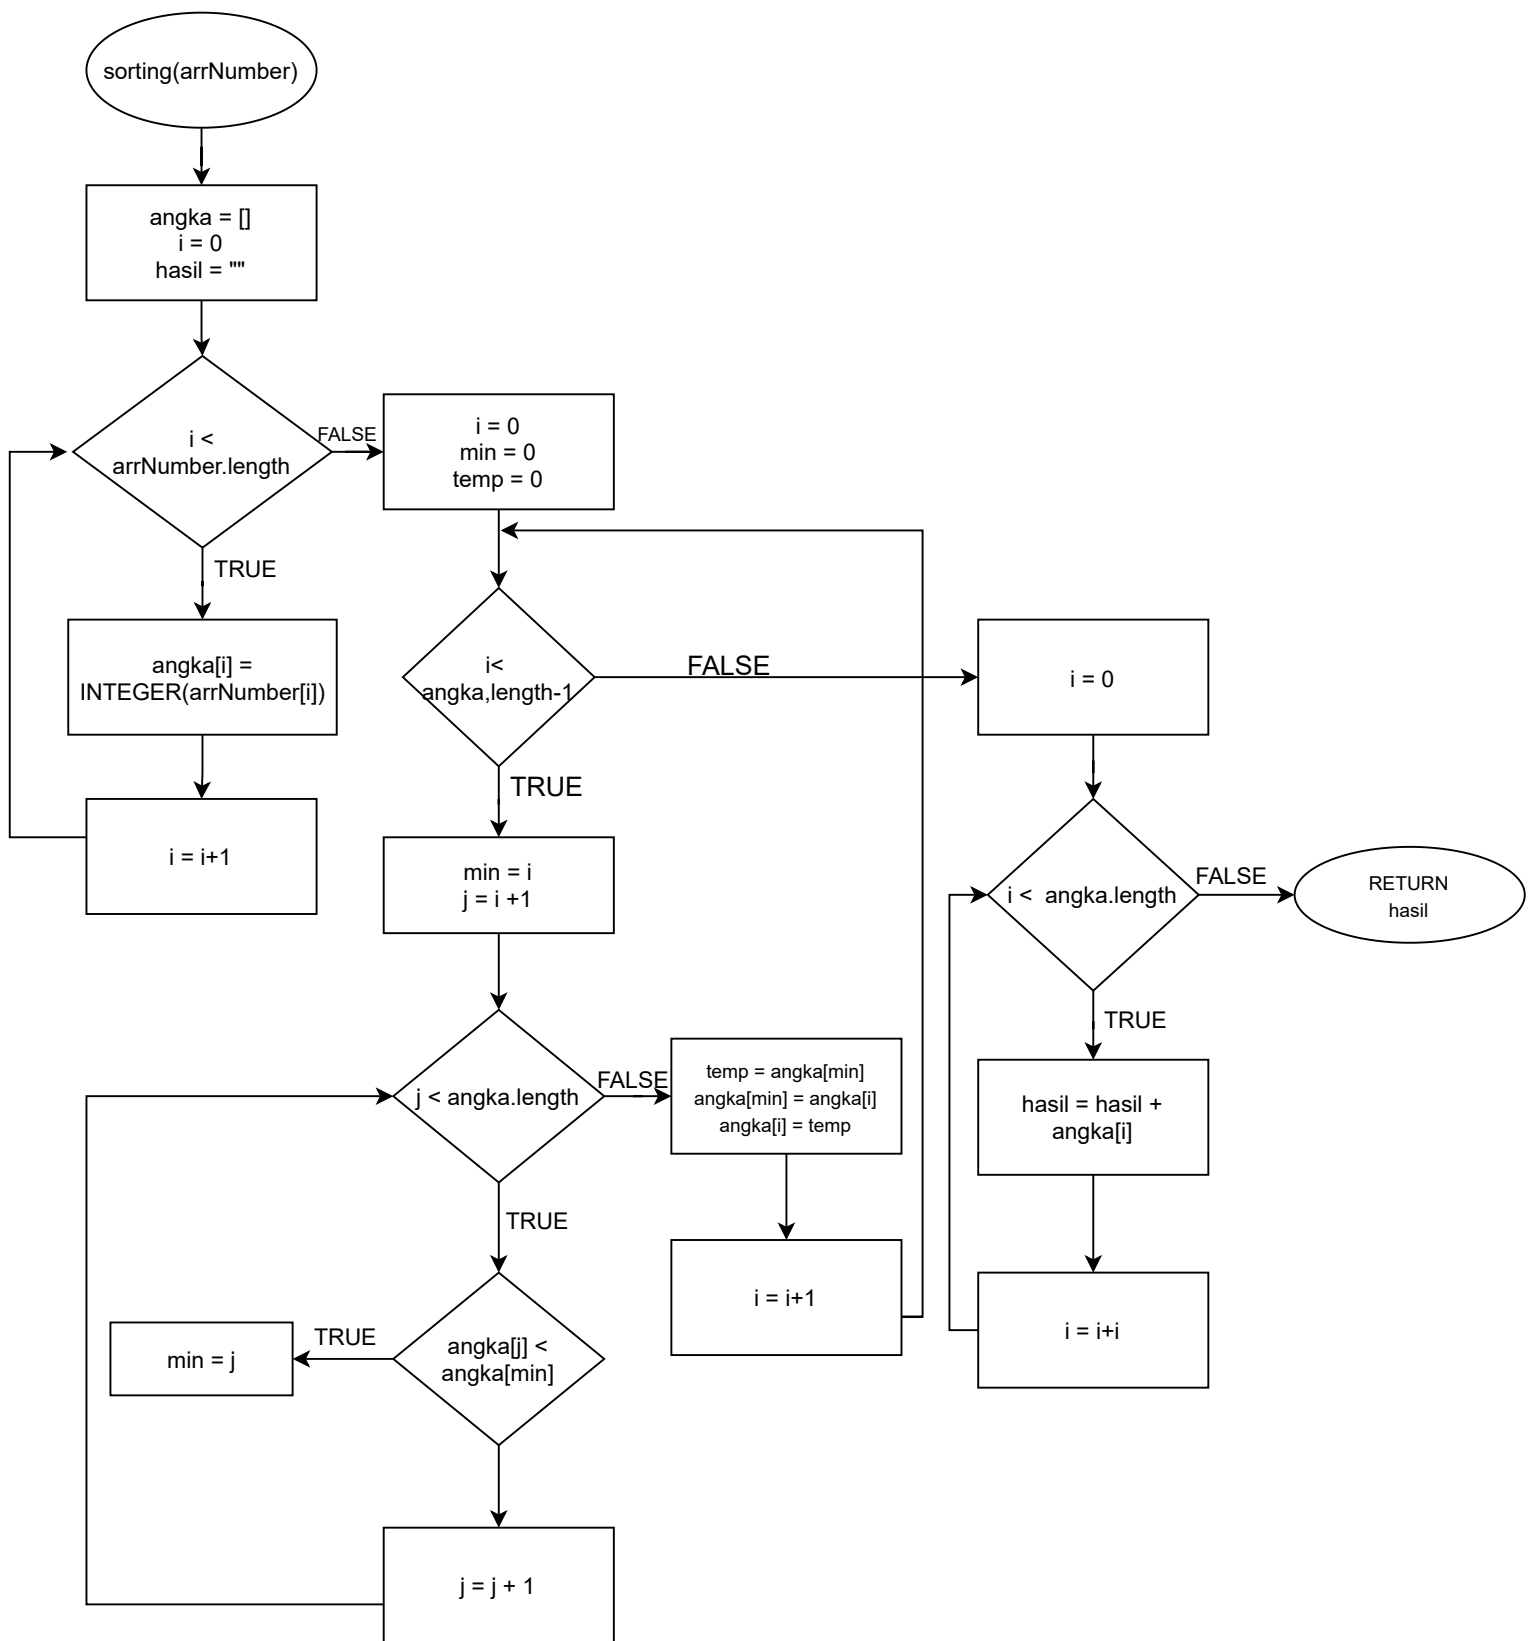 sorting(arrNumber)
angka = []
i = 0
hasil = ""
i <
arrNumber.length
FALSE
TRUE
angka[i] =
INTEGER(arrNumber[i])
i = i+1
i = 0
min = 0
temp = 0
i<
angka,length-1
FALSE
TRUE
min = i
j = i +1
j < angka.length
FALSE
TRUE
temp = angka[min]
angka[min] = angka[i]
angka[i] = temp
i = i+1
angka[j] <
angka[min]
TRUE
min = j
j = j + 1
i = 0
i < angka.length
FALSE
TRUE
RETURN
hasil
hasil = hasil +
angka[i]
i = i+i